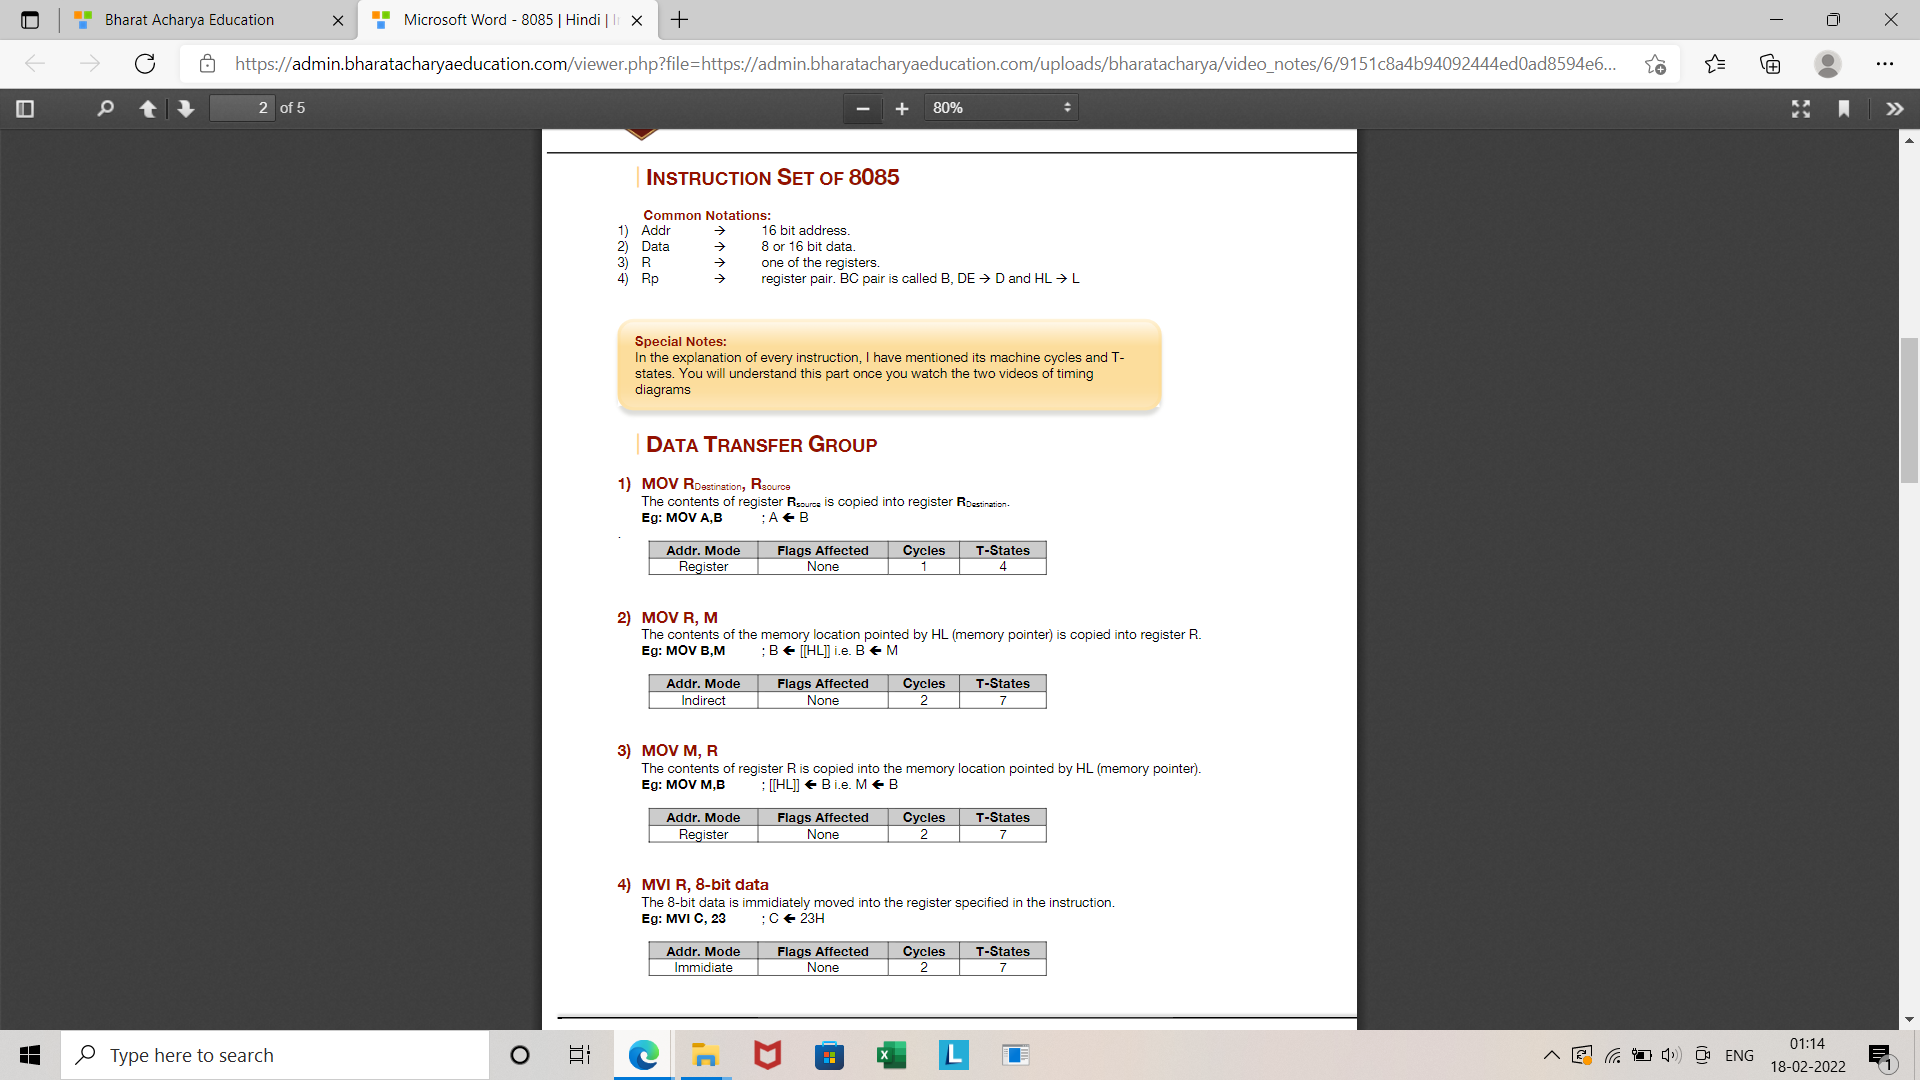 Bharat Acharya Education
Microsoft Word - 8085 | Hindi |
https://admin.bharatacharyaeducation.com/viewer.php?file=https://admin.bharatacharyaeducation.com/uploads/bharatacharya/video_notes/6/9151c8a4b94092444ed0ad8594e6...
2 of 5
80%
INSTRUCTION SET OF 8085
Common Notations:
1) Addr → 16 bit address.
2) Data → 8 or 16 bit data.
3) R → one of the registers.
4) Rp → register pair. BC pair is called B, DE → D and HL → L
Special Notes:
In the explanation of every instruction, I have mentioned its machine cycles and T-
states. You will understand this part once you watch the two videos of timing
diagrams
DATA TRANSFER GROUP
1) MOV RDestination, Rsource
The contents of register Rsource is copied into register RDestination.
Eg: MOV A,B ; A 🡨 B
Addr. Mode Flags Affected Cycles T-States
Register None 1 4
2) MOV R, M
The contents of the memory location pointed by HL (memory pointer) is copied into register R.
Eg: MOV B,M ; B 🡨 [[HL]] i.e. B 🡨 M
Addr. Mode Flags Affected Cycles T-States
Indirect None 2 7
3) MOV M, R
The contents of register R is copied into the memory location pointed by HL (memory pointer).
Eg: MOV M,B ; [[HL]] 🡨 B i.e. M 🡨 B
Addr. Mode Flags Affected Cycles T-States
Register None 2 7
4) MVI R, 8-bit data
The 8-bit data is immidiately moved into the register specified in the instruction.
Eg: MVI C, 23 ; C 🡨 23H
Addr. Mode Flags Affected Cycles T-States
Immidiate None 2 7
Type here to search
L
ENG
01:14
18-02-2022
1